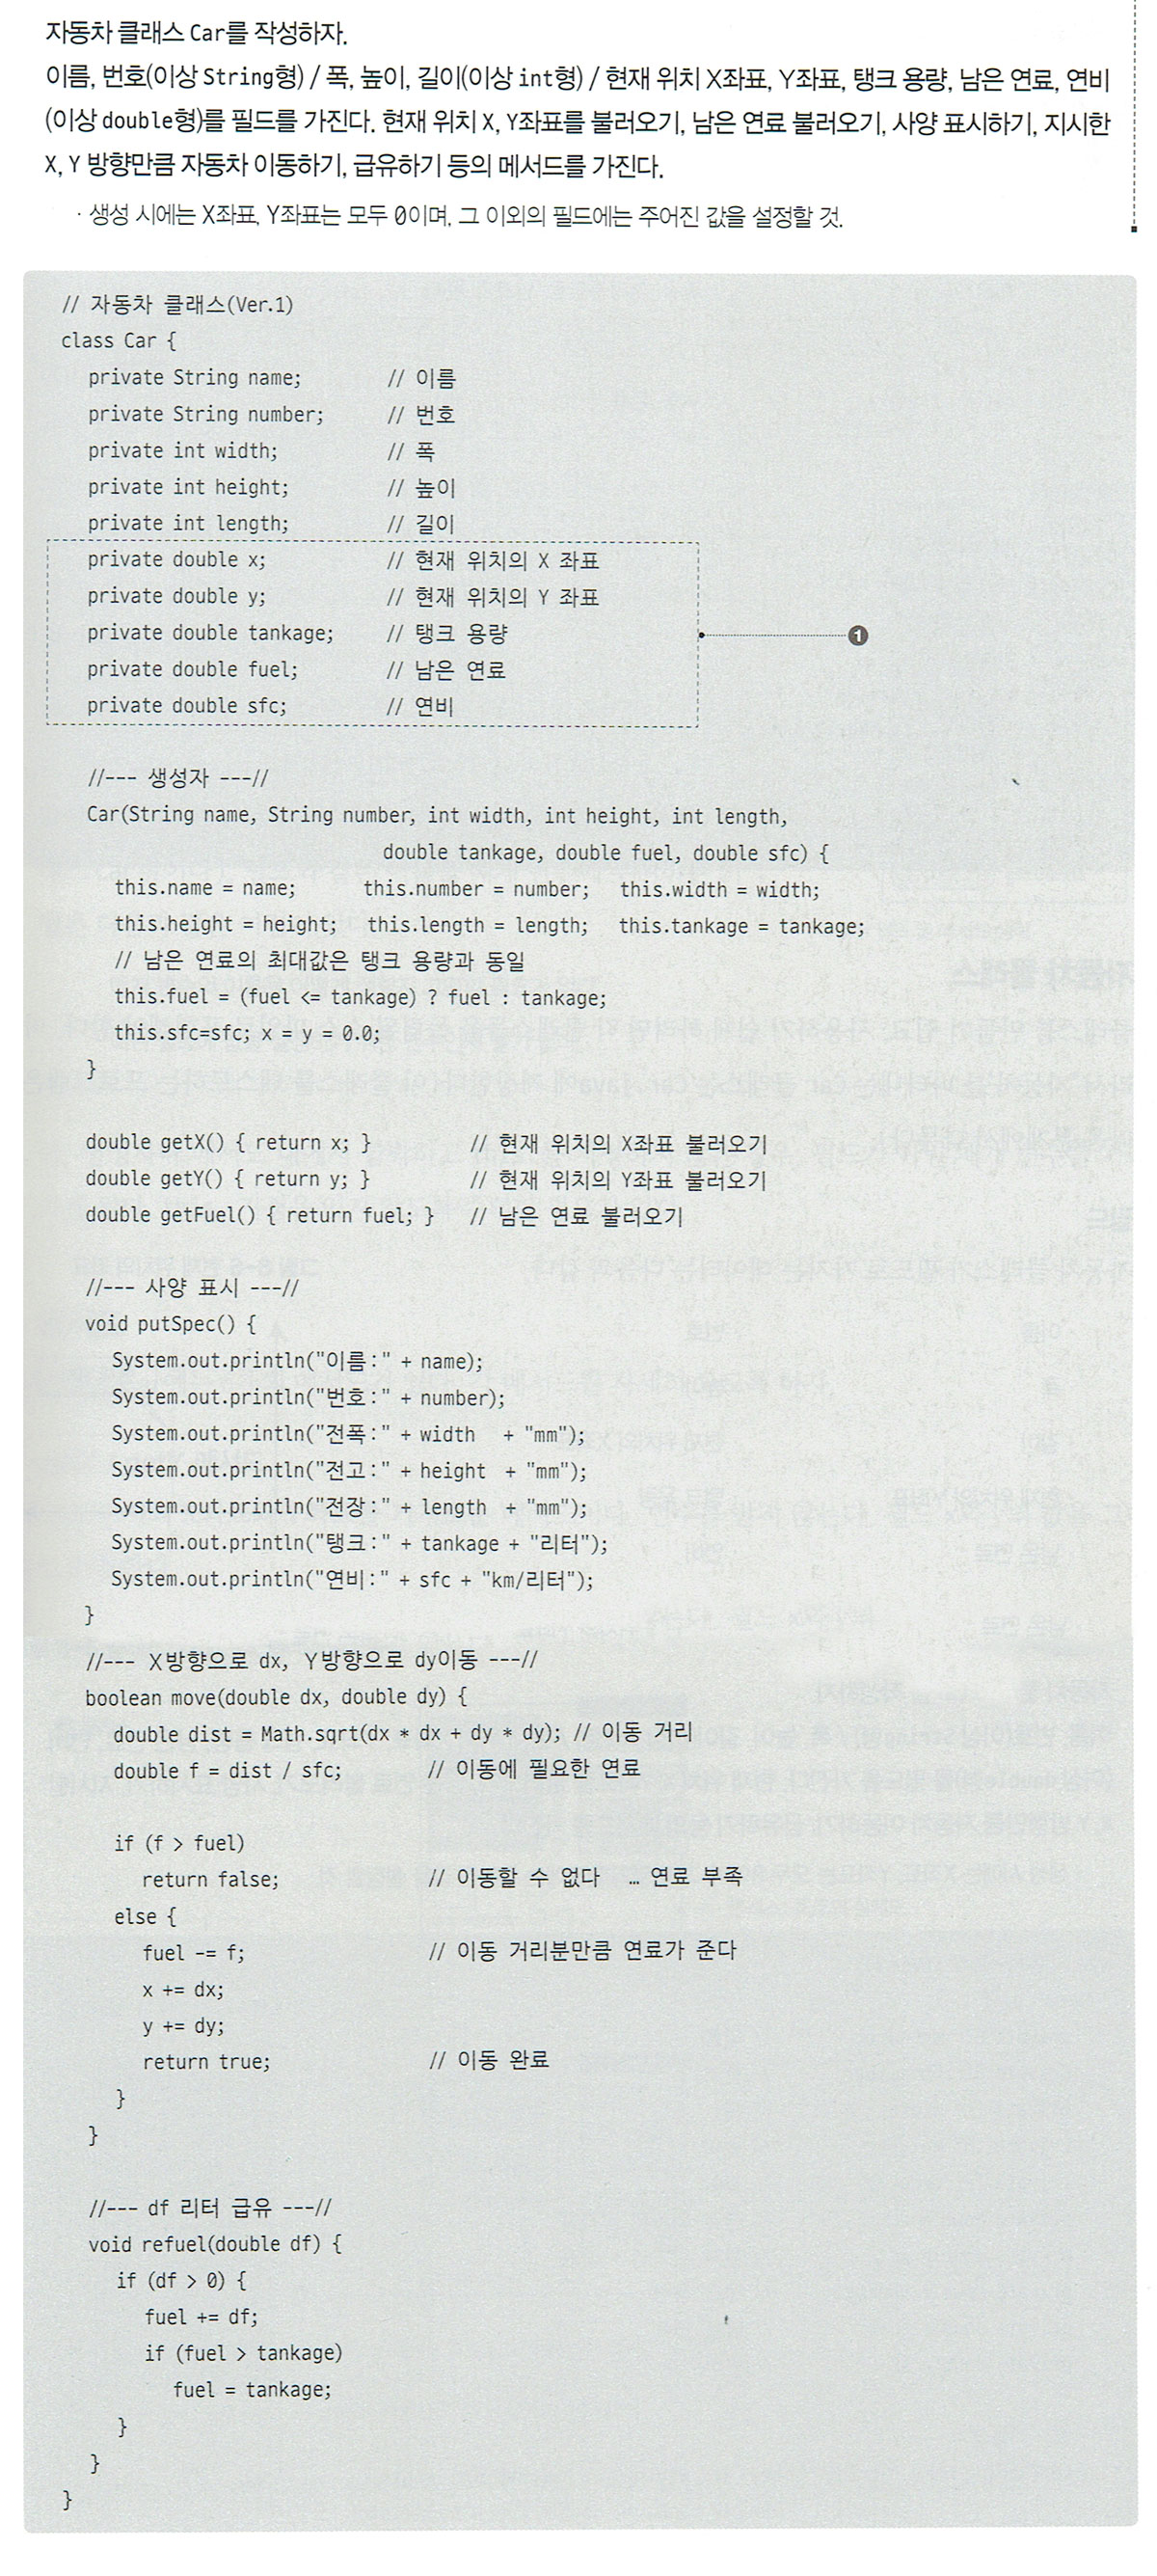 자동차 클래스 Car를 작성하자.
이름, 번호(이상 String형) / 폭, 높이, 길이(이상 int형) / 현재 위치 X좌표, Y좌표, 탱크 용량, 남은 연료, 연비
(이상 double형)를 필드를 가진다. 현재 위치 X, Y좌표를 불러오기, 남은 연료 불러오기, 사양 표시하기, 지시한
X, Y 방향만큼 자동차 이동하기, 급유하기 등의 메서드를 가진다.
· 생성 시에는 X좌표, Y좌표는 모두 0이며, 그 이외의 필드에는 주어진 값을 설정할 것.
// 자동차 클래스(Ver.1)
class Car {
private String name; // 이름
private String number; // 번호
private int width; // 폭
private int height; // 높이
private int length; // 길이
private double x; // 현재 위치의 X 좌표
private double y; // 현재 위치의 Y 좌표
private double tankage; // 탱크 용량 ❶
private double fuel; // 남은 연료
private double sfc; // 연비
//--- 생성자 ---//
Car(String name, String number, int width, int height, int length,
double tankage, double fuel, double sfc) {
this.name = name; this.number = number; this.width = width;
this.height = height; this.length = length; this.tankage = tankage;
// 남은 연료의 최대값은 탱크 용량과 동일
this.fuel = (fuel <= tankage) ? fuel : tankage;
this.sfc=sfc; x = y = 0.0;
}
double getX() { return x; } // 현재 위치의 X좌표 불러오기
double getY() { return y; } // 현재 위치의 Y좌표 불러오기
double getFuel() { return fuel; } // 남은 연료 불러오기
//--- 사양 표시 ---//
void putSpec() {
System.out.println("이름:" + name);
System.out.println("번호:" + number);
System.out.println("전폭:" + width + "mm");
System.out.println("전고:" + height + "mm");
System.out.println("전장:" + length + "mm");
System.out.println("탱크:" + tankage + "리터");
System.out.println("연비:" + sfc + "km/리터");
}
//--- X방향으로 dx, Y방향으로 dy이동 ---//
boolean move(double dx, double dy) {
double dist = Math.sqrt(dx * dx + dy * dy); // 이동 거리
double f = dist / sfc; // 이동에 필요한 연료
if (f > fuel)
return false; // 이동할 수 없다 … 연료 부족
else {
fuel -= f; // 이동 거리분만큼 연료가 준다
x += dx;
y += dy;
return true; // 이동 완료
}
}
//--- df 리터 급유 ---//
void refuel(double df) {
if (df > 0) {
fuel += df;
if (fuel > tankage)
fuel = tankage;
}
}
}